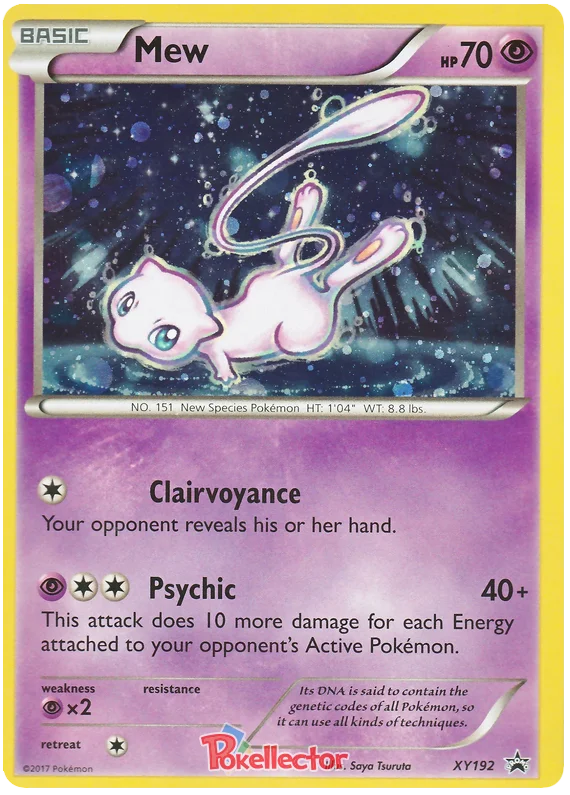 BASIC
Mew
HP 70
NO. 151 New Species Pokémon HT: 1'04" WT: 8.8 lbs.
Clairvoyance
Your opponent reveals his or her hand.
Psychic 40+
This attack does 10 more damage for each Energy
attached to your opponent's Active Pokémon.
weakness resistance
×2
Its DNA is said to contain the
genetic codes of all Pokémon, so
it can use all kinds of techniques.
retreat
Pokellector
Saya Tsuruta
XY192
©2017 Pokémon